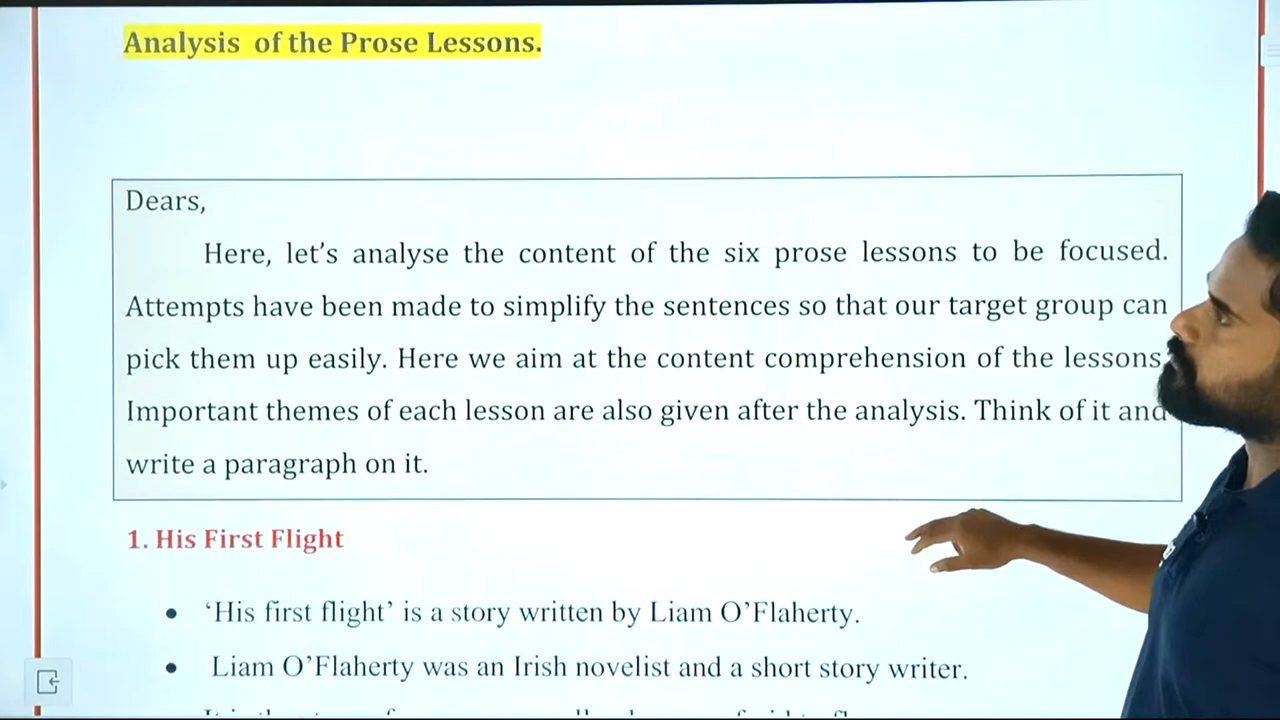 Analysis of the Prose Lessons.
Dears,
Here, let's analyse the content of the six prose lessons to be focused.
Attempts have been made to simplify the sentences so that our target group can
pick them up easily. Here we aim at the content comprehension of the lessons
Important themes of each lesson are also given after the analysis. Think of it and
write a paragraph on it.
1. His First Flight
• ‘His first flight’ is a story written by Liam O’Flaherty.
• Liam O’Flaherty was an Irish novelist and a short story writer.